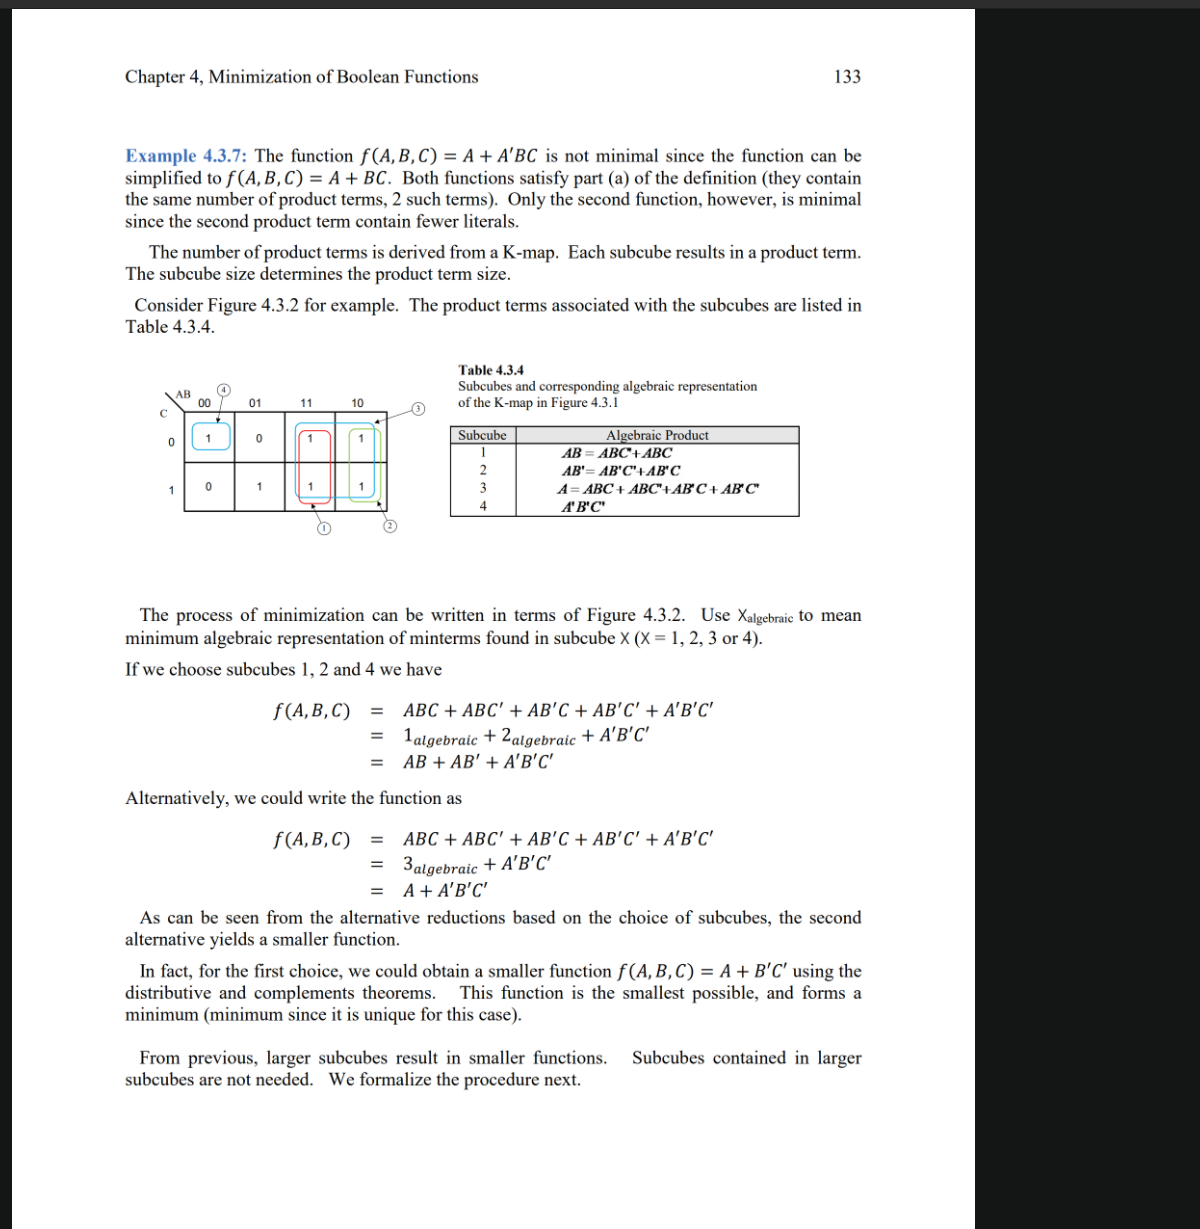 Chapter 4, Minimization of Boolean Functions 133
Example 4.3.7: The function f(A,B,C) = A + A′BC is not minimal since the function can be
simplified to f(A,B,C) = A + BC. Both functions satisfy part (a) of the definition (they contain
the same number of product terms, 2 such terms). Only the second function, however, is minimal
since the second product term contain fewer literals.
The number of product terms is derived from a K-map. Each subcube results in a product term.
The subcube size determines the product term size.
Consider Figure 4.3.2 for example. The product terms associated with the subcubes are listed in
Table 4.3.4.
AB
C
4
00 01 11 10
3
0 1 0 1 1
1 0 1 1 1
1 2
Table 4.3.4
Subcubes and corresponding algebraic representation
of the K-map in Figure 4.3.1
Subcube Algebraic Product
1 AB = ABC'+ABC
2 AB'= AB'C'+AB'C
3 A= ABC + ABC'+AB'C + AB'C'
4 A'B'C'
The process of minimization can be written in terms of Figure 4.3.2. Use Xalgebraic to mean
minimum algebraic representation of minterms found in subcube X (X = 1, 2, 3 or 4).
If we choose subcubes 1, 2 and 4 we have
f(A,B,C) = ABC + ABC′ + AB′C + AB′C′ + A′B′C′
= 1algebraic + 2algebraic + A′B′C′
= AB + AB′ + A′B′C′
Alternatively, we could write the function as
f(A,B,C) = ABC + ABC′ + AB′C + AB′C′ + A′B′C′
= 3algebraic + A′B′C′
= A + A′B′C′
As can be seen from the alternative reductions based on the choice of subcubes, the second
alternative yields a smaller function.
In fact, for the first choice, we could obtain a smaller function f(A,B,C) = A + B′C′ using the
distributive and complements theorems. This function is the smallest possible, and forms a
minimum (minimum since it is unique for this case).
From previous, larger subcubes result in smaller functions. Subcubes contained in larger
subcubes are not needed. We formalize the procedure next.